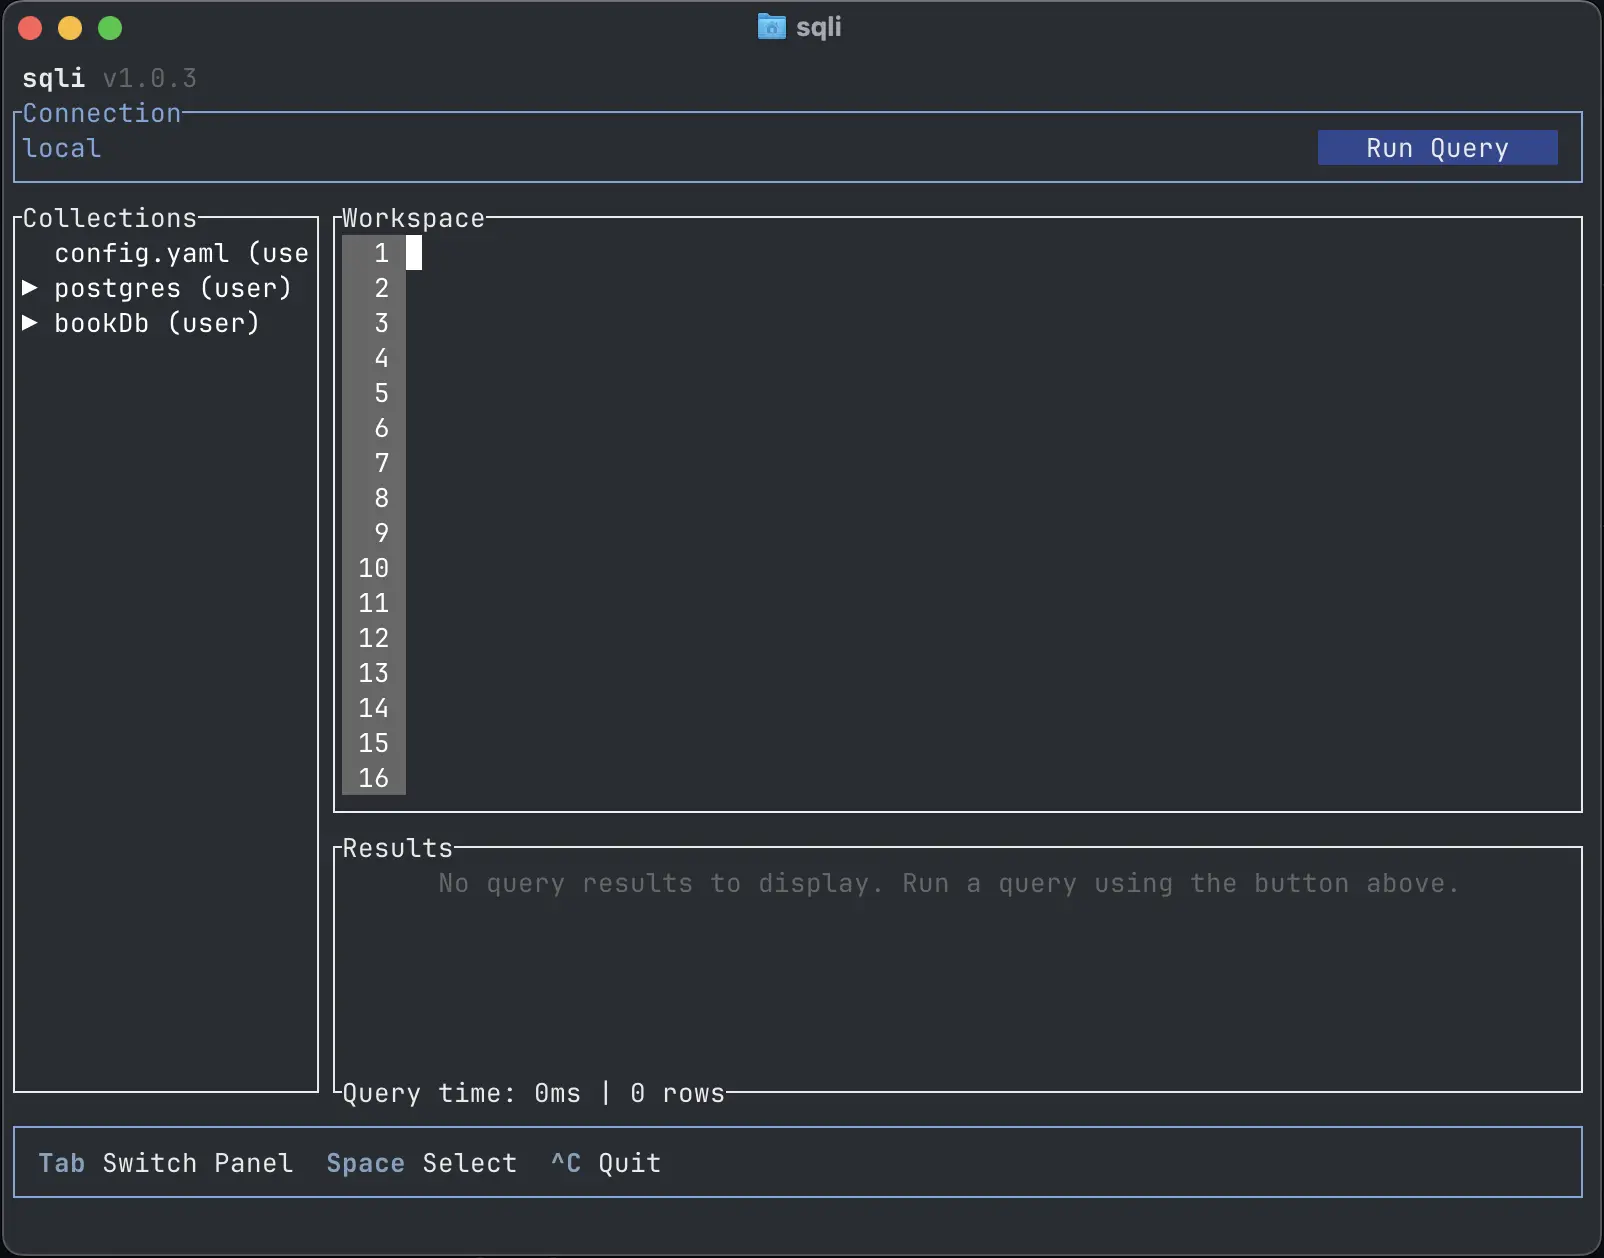 sqli
sqli v1.0.3
Connection
local
Run Query
Collections
config.yaml (use
▶ postgres (user)
▶ bookDb (user)
Workspace
1
2
3
4
5
6
7
8
9
10
11
12
13
14
15
16
Results
No query results to display. Run a query using the button above.
Query time: 0ms | 0 rows
Tab Switch Panel Space Select ^C Quit